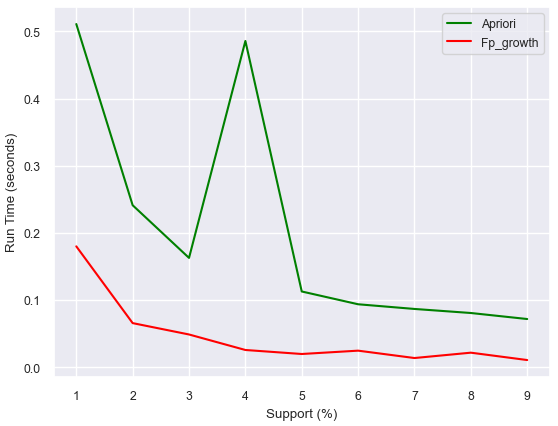 Apriori
Fp_growth
Run Time (seconds)
0.5
0.4
0.3
0.2
0.1
0.0
1 2 3 4 5 6 7 8 9
Support (%)